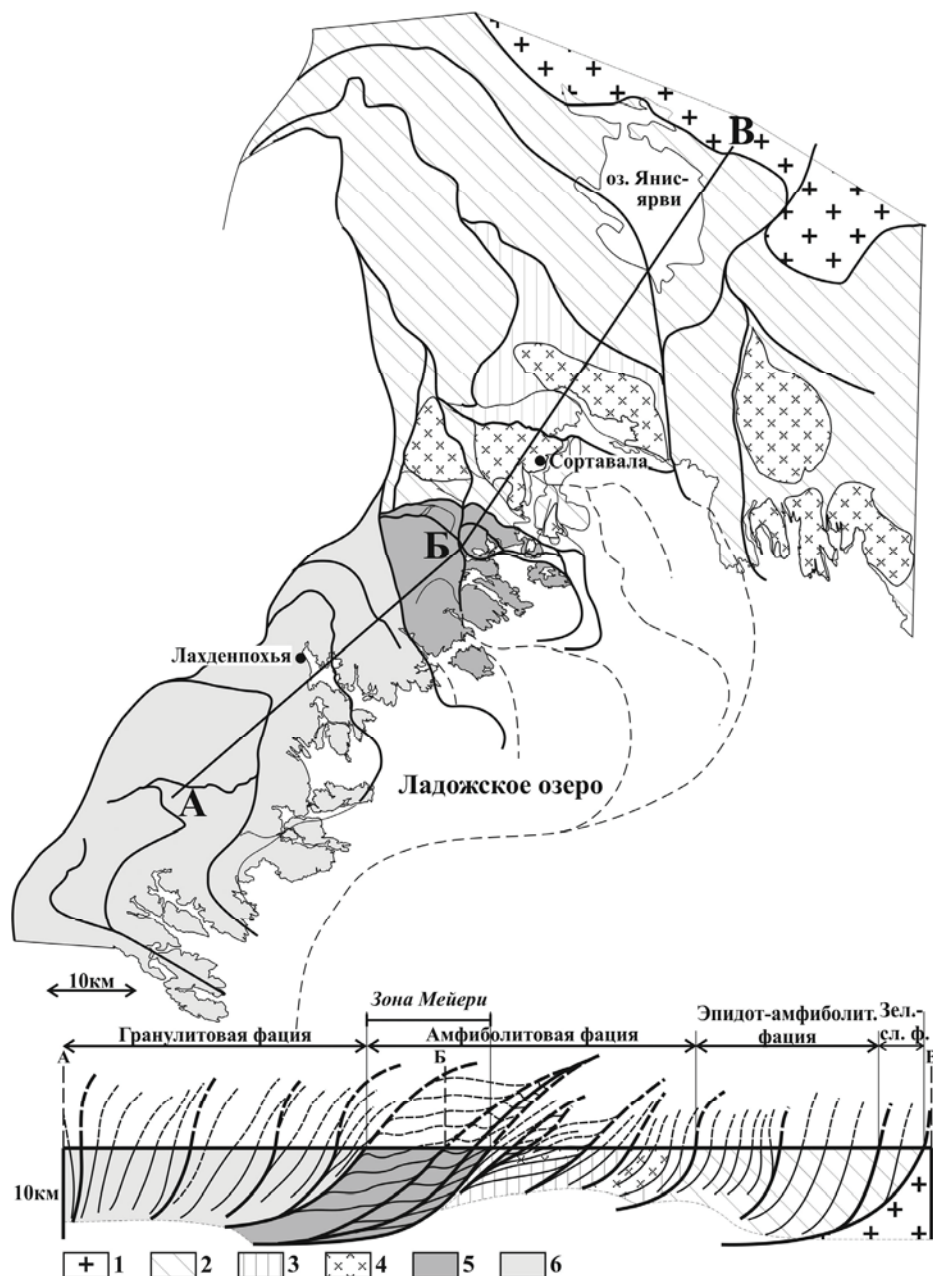 В
оз. Янис-
ярви
Сортавала
Б
Лахденпохья
А
Ладожское озеро
10км
Зона Мейери
Гранулитовая фация
Амфиболитовая фация
Эпидот-амфиболит.
фация
Зел.-
сл. ф.
А
Б
В
10км
1
2
3
4
5
6